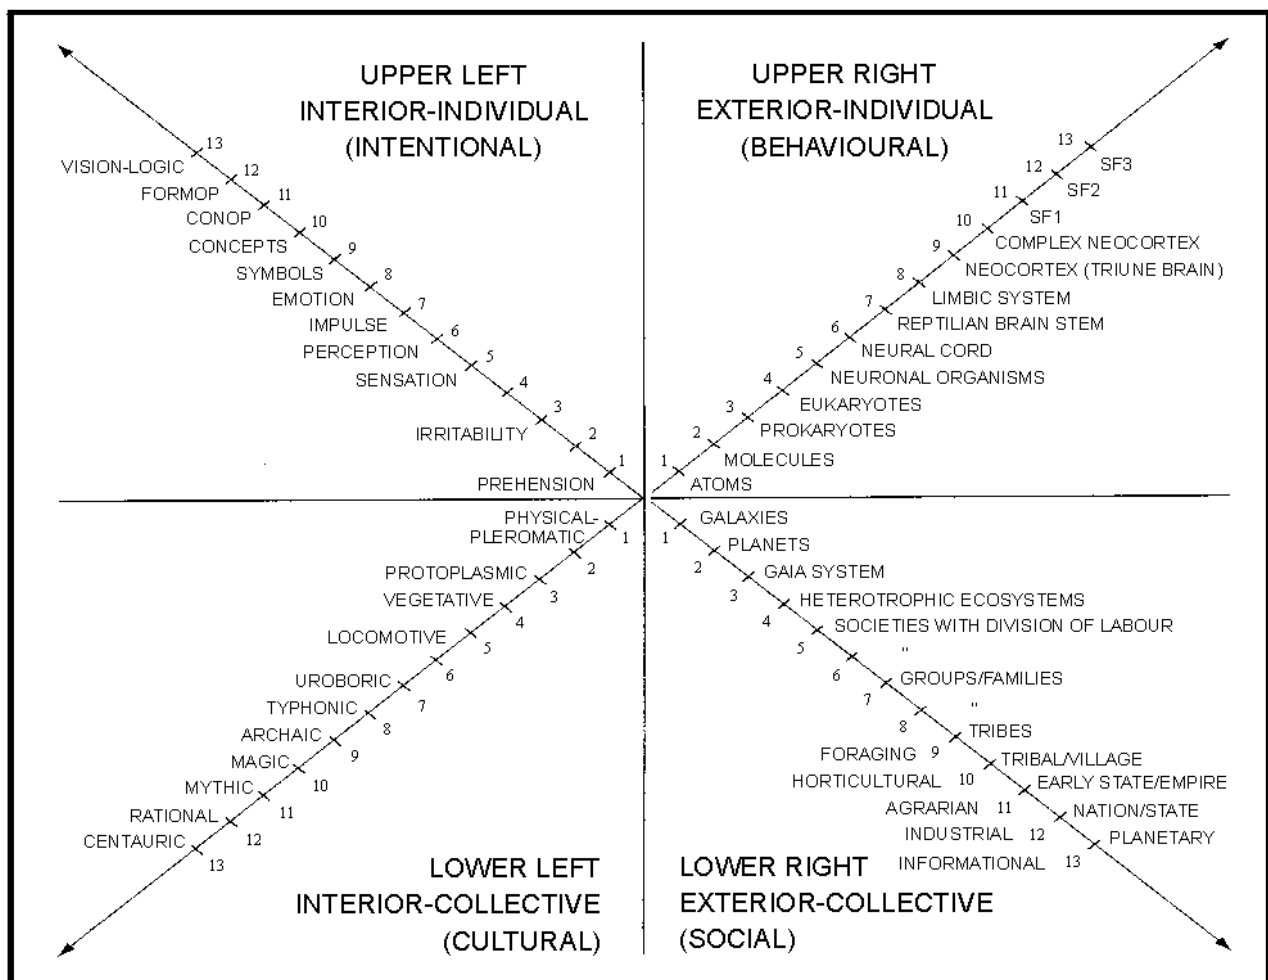 UPPER LEFT
INTERIOR-INDIVIDUAL
(INTENTIONAL)
13
VISION-LOGIC
12
FORMOP
11
CONOP
10
CONCEPTS
9
SYMBOLS
8
EMOTION
7
IMPULSE
6
PERCEPTION
5
SENSATION
4
3
IRRITABILITY
2
1
PREHENSION
UPPER RIGHT
EXTERIOR-INDIVIDUAL
(BEHAVIOURAL)
13
SF3
12
SF2
11
SF1
10
COMPLEX NEOCORTEX
9
NEOCORTEX (TRIUNE BRAIN)
8
LIMBIC SYSTEM
7
REPTILIAN BRAIN STEM
6
NEURAL CORD
5
NEURONAL ORGANISMS
4
EUKARYOTES
3
PROKARYOTES
2
MOLECULES
1
ATOMS
PHYSICAL-
PLEROMATIC
1
2
PROTOPLASMIC
3
VEGETATIVE
4
LOCOMOTIVE
5
6
UROBORIC
7
TYPHONIC
8
ARCHAIC
9
MAGIC
10
MYTHIC
11
RATIONAL
12
CENTAURIC
13
LOWER LEFT
INTERIOR-COLLECTIVE
(CULTURAL)
GALAXIES
1
PLANETS
2
GAIA SYSTEM
3
HETEROTROPHIC ECOSYSTEMS
4
SOCIETIES WITH DIVISION OF LABOUR
5
"
6
GROUPS/FAMILIES
7
"
8
TRIBES
FORAGING 9
TRIBAL/VILLAGE
HORTICULTURAL 10
EARLY STATE/EMPIRE
AGRARIAN 11
NATION/STATE
INDUSTRIAL 12
PLANETARY
INFORMATIONAL 13
LOWER RIGHT
EXTERIOR-COLLECTIVE
(SOCIAL)